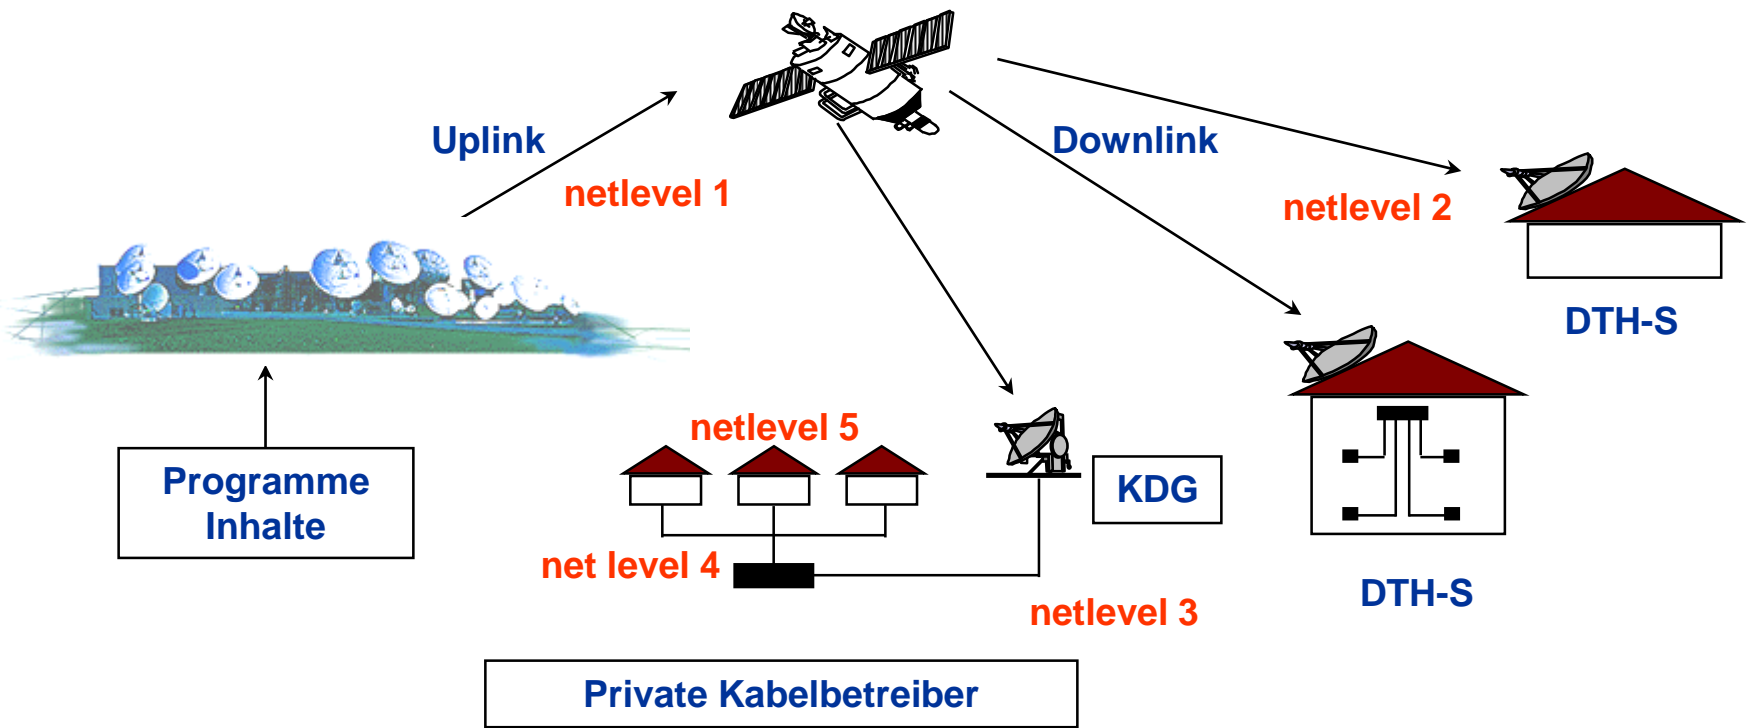 Uplink
Downlink
netlevel 1
netlevel 2
DTH-S
netlevel 5
Programme
Inhalte
KDG
net level 4
DTH-S
netlevel 3
Private Kabelbetreiber